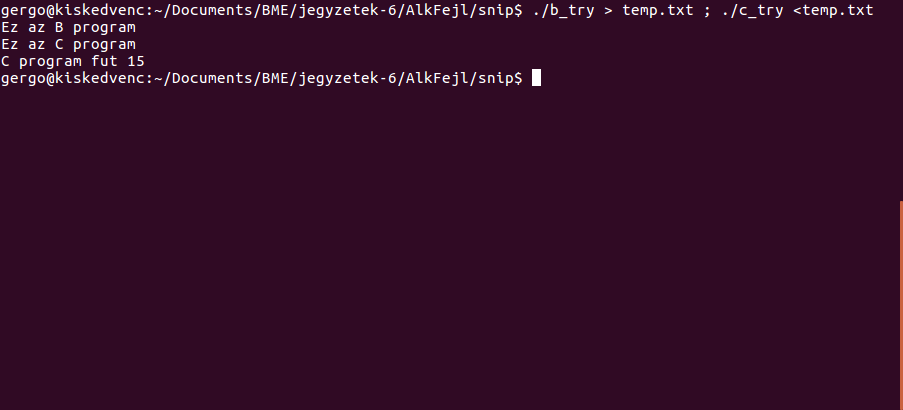 gergo@kiskedvenc:~/Documents/BME/jegyzetek-6/AlkFejl/snip$ ./b_try > temp.txt ; ./c_try <temp.txt
Ez az B program
Ez az C program
C program fut 15
gergo@kiskedvenc:~/Documents/BME/jegyzetek-6/AlkFejl/snip$